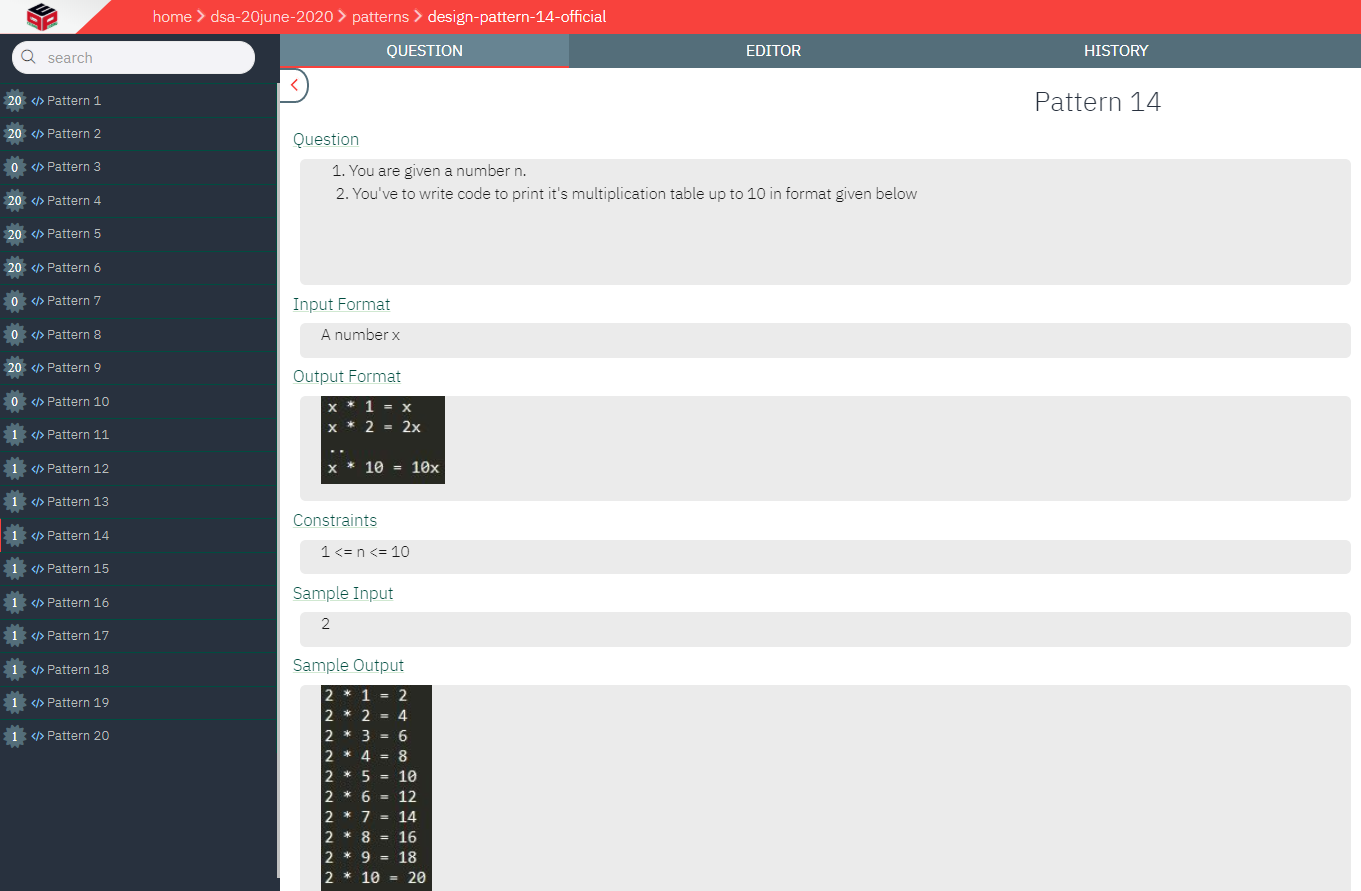 home > dsa-20june-2020 > patterns > design-pattern-14-official
search
20 </> Pattern 1
20 </> Pattern 2
0 </> Pattern 3
20 </> Pattern 4
20 </> Pattern 5
20 </> Pattern 6
0 </> Pattern 7
0 </> Pattern 8
20 </> Pattern 9
0 </> Pattern 10
1 </> Pattern 11
1 </> Pattern 12
1 </> Pattern 13
1 </> Pattern 14
1 </> Pattern 15
1 </> Pattern 16
1 </> Pattern 17
1 </> Pattern 18
1 </> Pattern 19
1 </> Pattern 20
QUESTION EDITOR HISTORY
Pattern 14
Question
1. You are given a number n.
2. You've to write code to print it's multiplication table up to 10 in format given below
Input Format
A number x
Output Format
x * 1 = x
x * 2 = 2x
..
x * 10 = 10x
Constraints
1 <= n <= 10
Sample Input
2
Sample Output
2 * 1 = 2
2 * 2 = 4
2 * 3 = 6
2 * 4 = 8
2 * 5 = 10
2 * 6 = 12
2 * 7 = 14
2 * 8 = 16
2 * 9 = 18
2 * 10 = 20